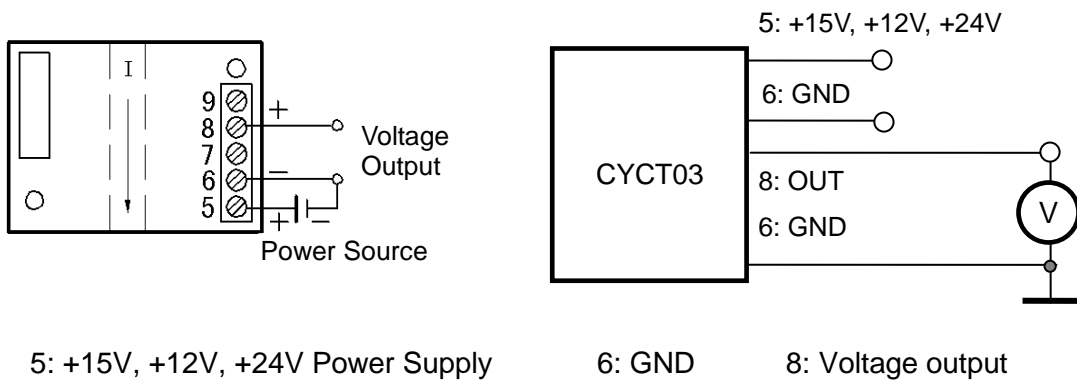 I
9
8
7
6
5
+
−
+
−
Voltage
Output
Power Source
5: +15V, +12V, +24V
6: GND
CYCT03
8: OUT
6: GND
V
5: +15V, +12V, +24V Power Supply 6: GND 8: Voltage output